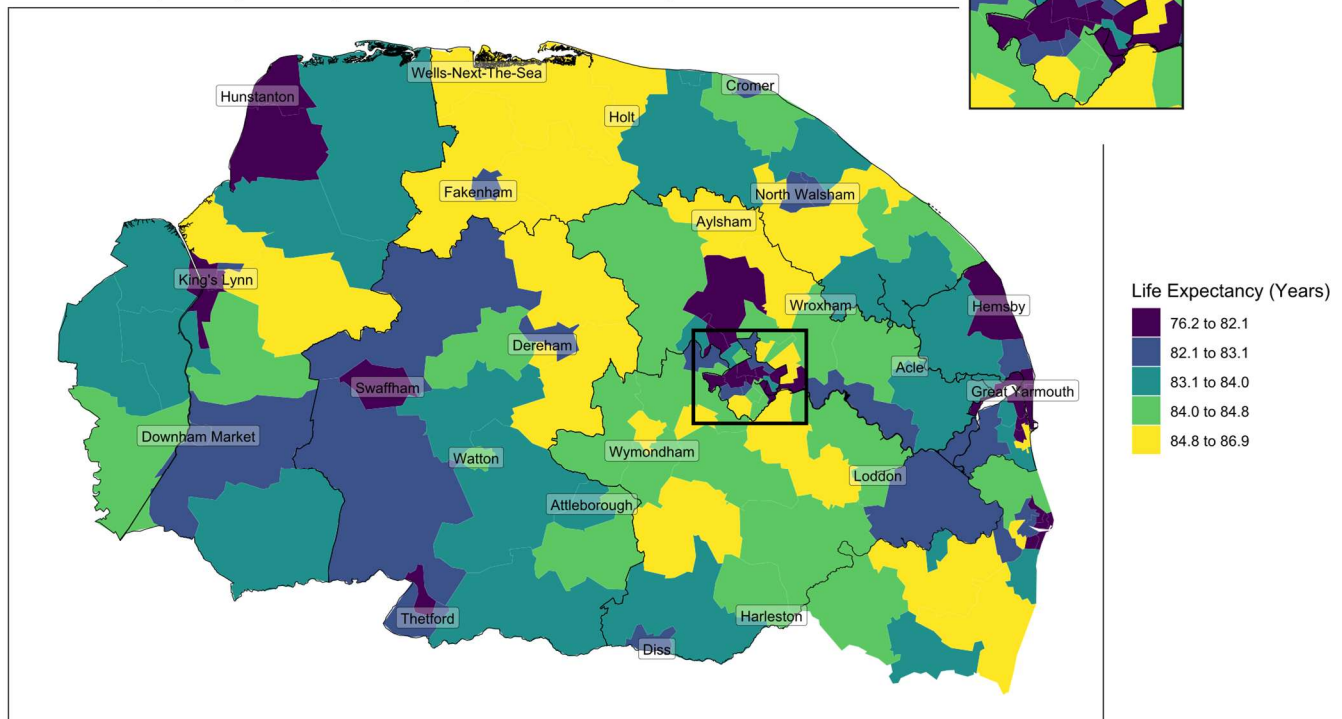 Wells-Next-The-Sea
Hunstanton
Cromer
Holt
Fakenham
North Walsham
Aylsham
King's Lynn
Wroxham
Hemsby
Dereham
Acle
Swaffham
Great Yarmouth
Downham Market
Watton
Wymondham
Loddon
Attleborough
Thetford
Harleston
Diss
Life Expectancy (Years)
76.2 to 82.1
82.1 to 83.1
83.1 to 84.0
84.0 to 84.8
84.8 to 86.9